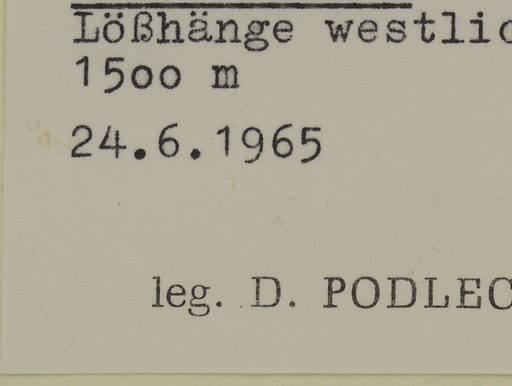 Lößhänge westlic
15oo m
24.6.1965
leg. D. PODLEC